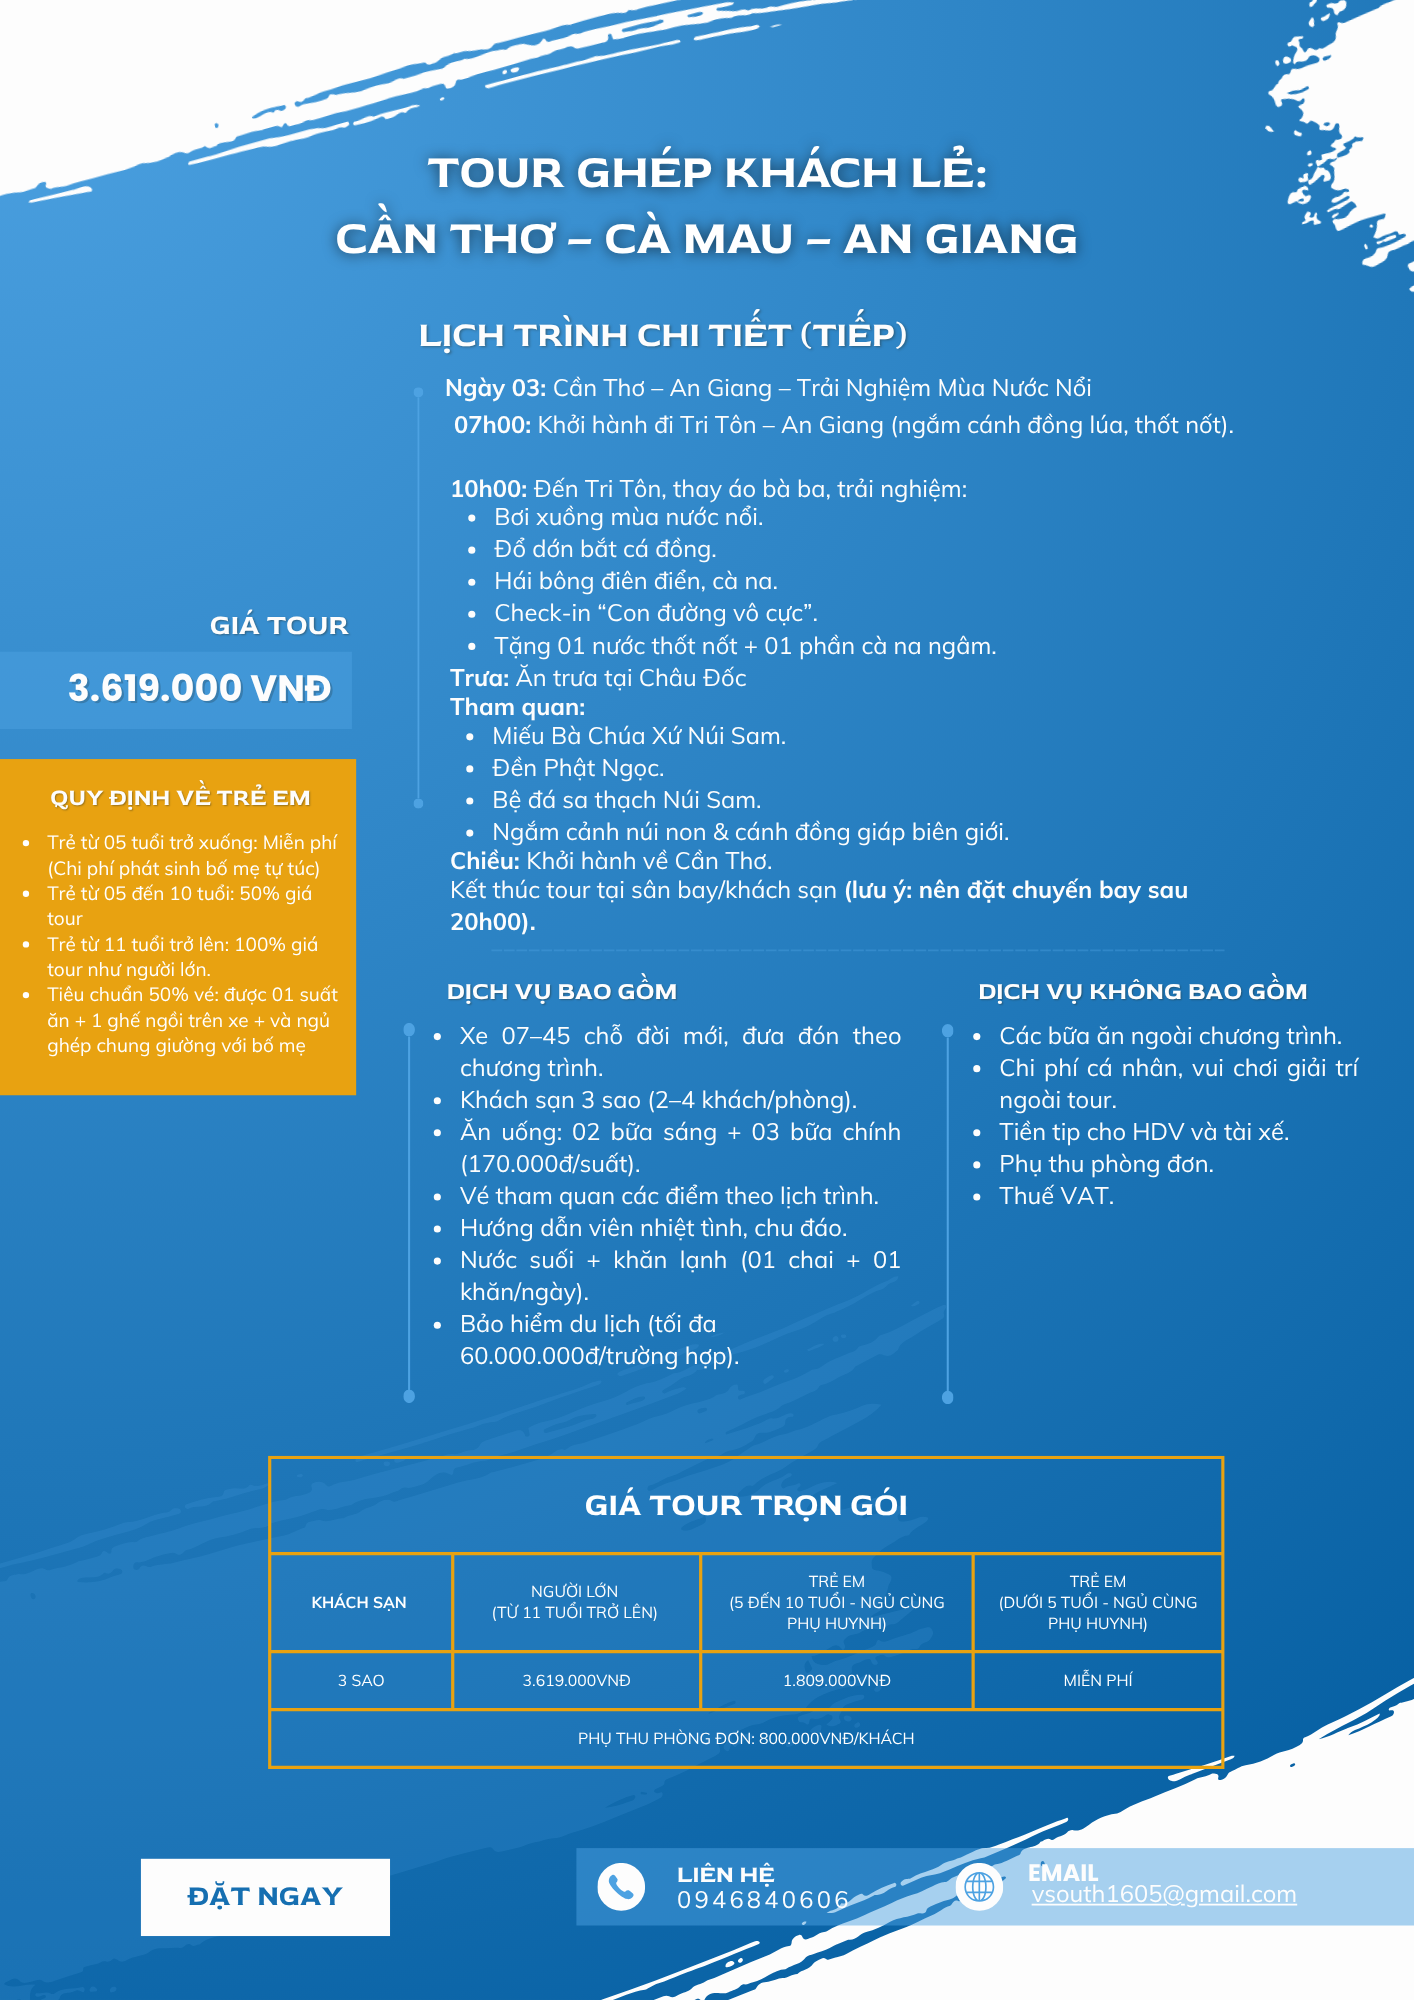 TOUR GHÉP KHÁCH LẺ:
CẦN THƠ – CÀ MAU – AN GIANG
LỊCH TRÌNH CHI TIẾT (TIẾP)
Ngày 03: Cần Thơ – An Giang – Trải Nghiệm Mùa Nước Nổi
07h00: Khởi hành đi Tri Tôn – An Giang (ngắm cánh đồng lúa, thốt nốt).
10h00: Đến Tri Tôn, thay áo bà ba, trải nghiệm:
• Bơi xuồng mùa nước nổi.
• Đổ dớn bắt cá đồng.
• Hái bông điên điển, cà na.
• Check-in “Con đường vô cực”.
• Tặng 01 nước thốt nốt + 01 phần cà na ngâm.
Trưa: Ăn trưa tại Châu Đốc
Tham quan:
• Miếu Bà Chúa Xứ Núi Sam.
• Đền Phật Ngọc.
• Bệ đá sa thạch Núi Sam.
• Ngắm cảnh núi non & cánh đồng giáp biên giới.
Chiều: Khởi hành về Cần Thơ.
Kết thúc tour tại sân bay/khách sạn (lưu ý: nên đặt chuyến bay sau
20h00).
GIÁ TOUR
3.619.000 VNĐ
QUY ĐỊNH VỀ TRẺ EM
• Trẻ từ 05 tuổi trở xuống: Miễn phí
(Chi phí phát sinh bố mẹ tự túc)
• Trẻ từ 05 đến 10 tuổi: 50% giá
tour
• Trẻ từ 11 tuổi trở lên: 100% giá
tour như người lớn.
• Tiêu chuẩn 50% vé: được 01 suất
ăn + 1 ghế ngồi trên xe + và ngủ
ghép chung giường với bố mẹ
DỊCH VỤ BAO GỒM
• Xe 07–45 chỗ đời mới, đưa đón theo
chương trình.
• Khách sạn 3 sao (2–4 khách/phòng).
• Ăn uống: 02 bữa sáng + 03 bữa chính
(170.000đ/suất).
• Vé tham quan các điểm theo lịch trình.
• Hướng dẫn viên nhiệt tình, chu đáo.
• Nước suối + khăn lạnh (01 chai + 01
khăn/ngày).
• Bảo hiểm du lịch (tối đa
60.000.000đ/trường hợp).
DỊCH VỤ KHÔNG BAO GỒM
• Các bữa ăn ngoài chương trình.
• Chi phí cá nhân, vui chơi giải trí
ngoài tour.
• Tiền tip cho HDV và tài xế.
• Phụ thu phòng đơn.
• Thuế VAT.
GIÁ TOUR TRỌN GÓI
KHÁCH SẠN
NGƯỜI LỚN
(TỪ 11 TUỔI TRỞ LÊN)
TRẺ EM
(5 ĐẾN 10 TUỔI - NGỦ CÙNG
PHỤ HUYNH)
TRẺ EM
(DƯỚI 5 TUỔI - NGỦ CÙNG
PHỤ HUYNH)
3 SAO
3.619.000VNĐ
1.809.000VNĐ
MIỄN PHÍ
PHỤ THU PHÒNG ĐƠN: 800.000VNĐ/KHÁCH
ĐẶT NGAY
LIÊN HỆ
0946840606
EMAIL
vsouth1605@gmail.com